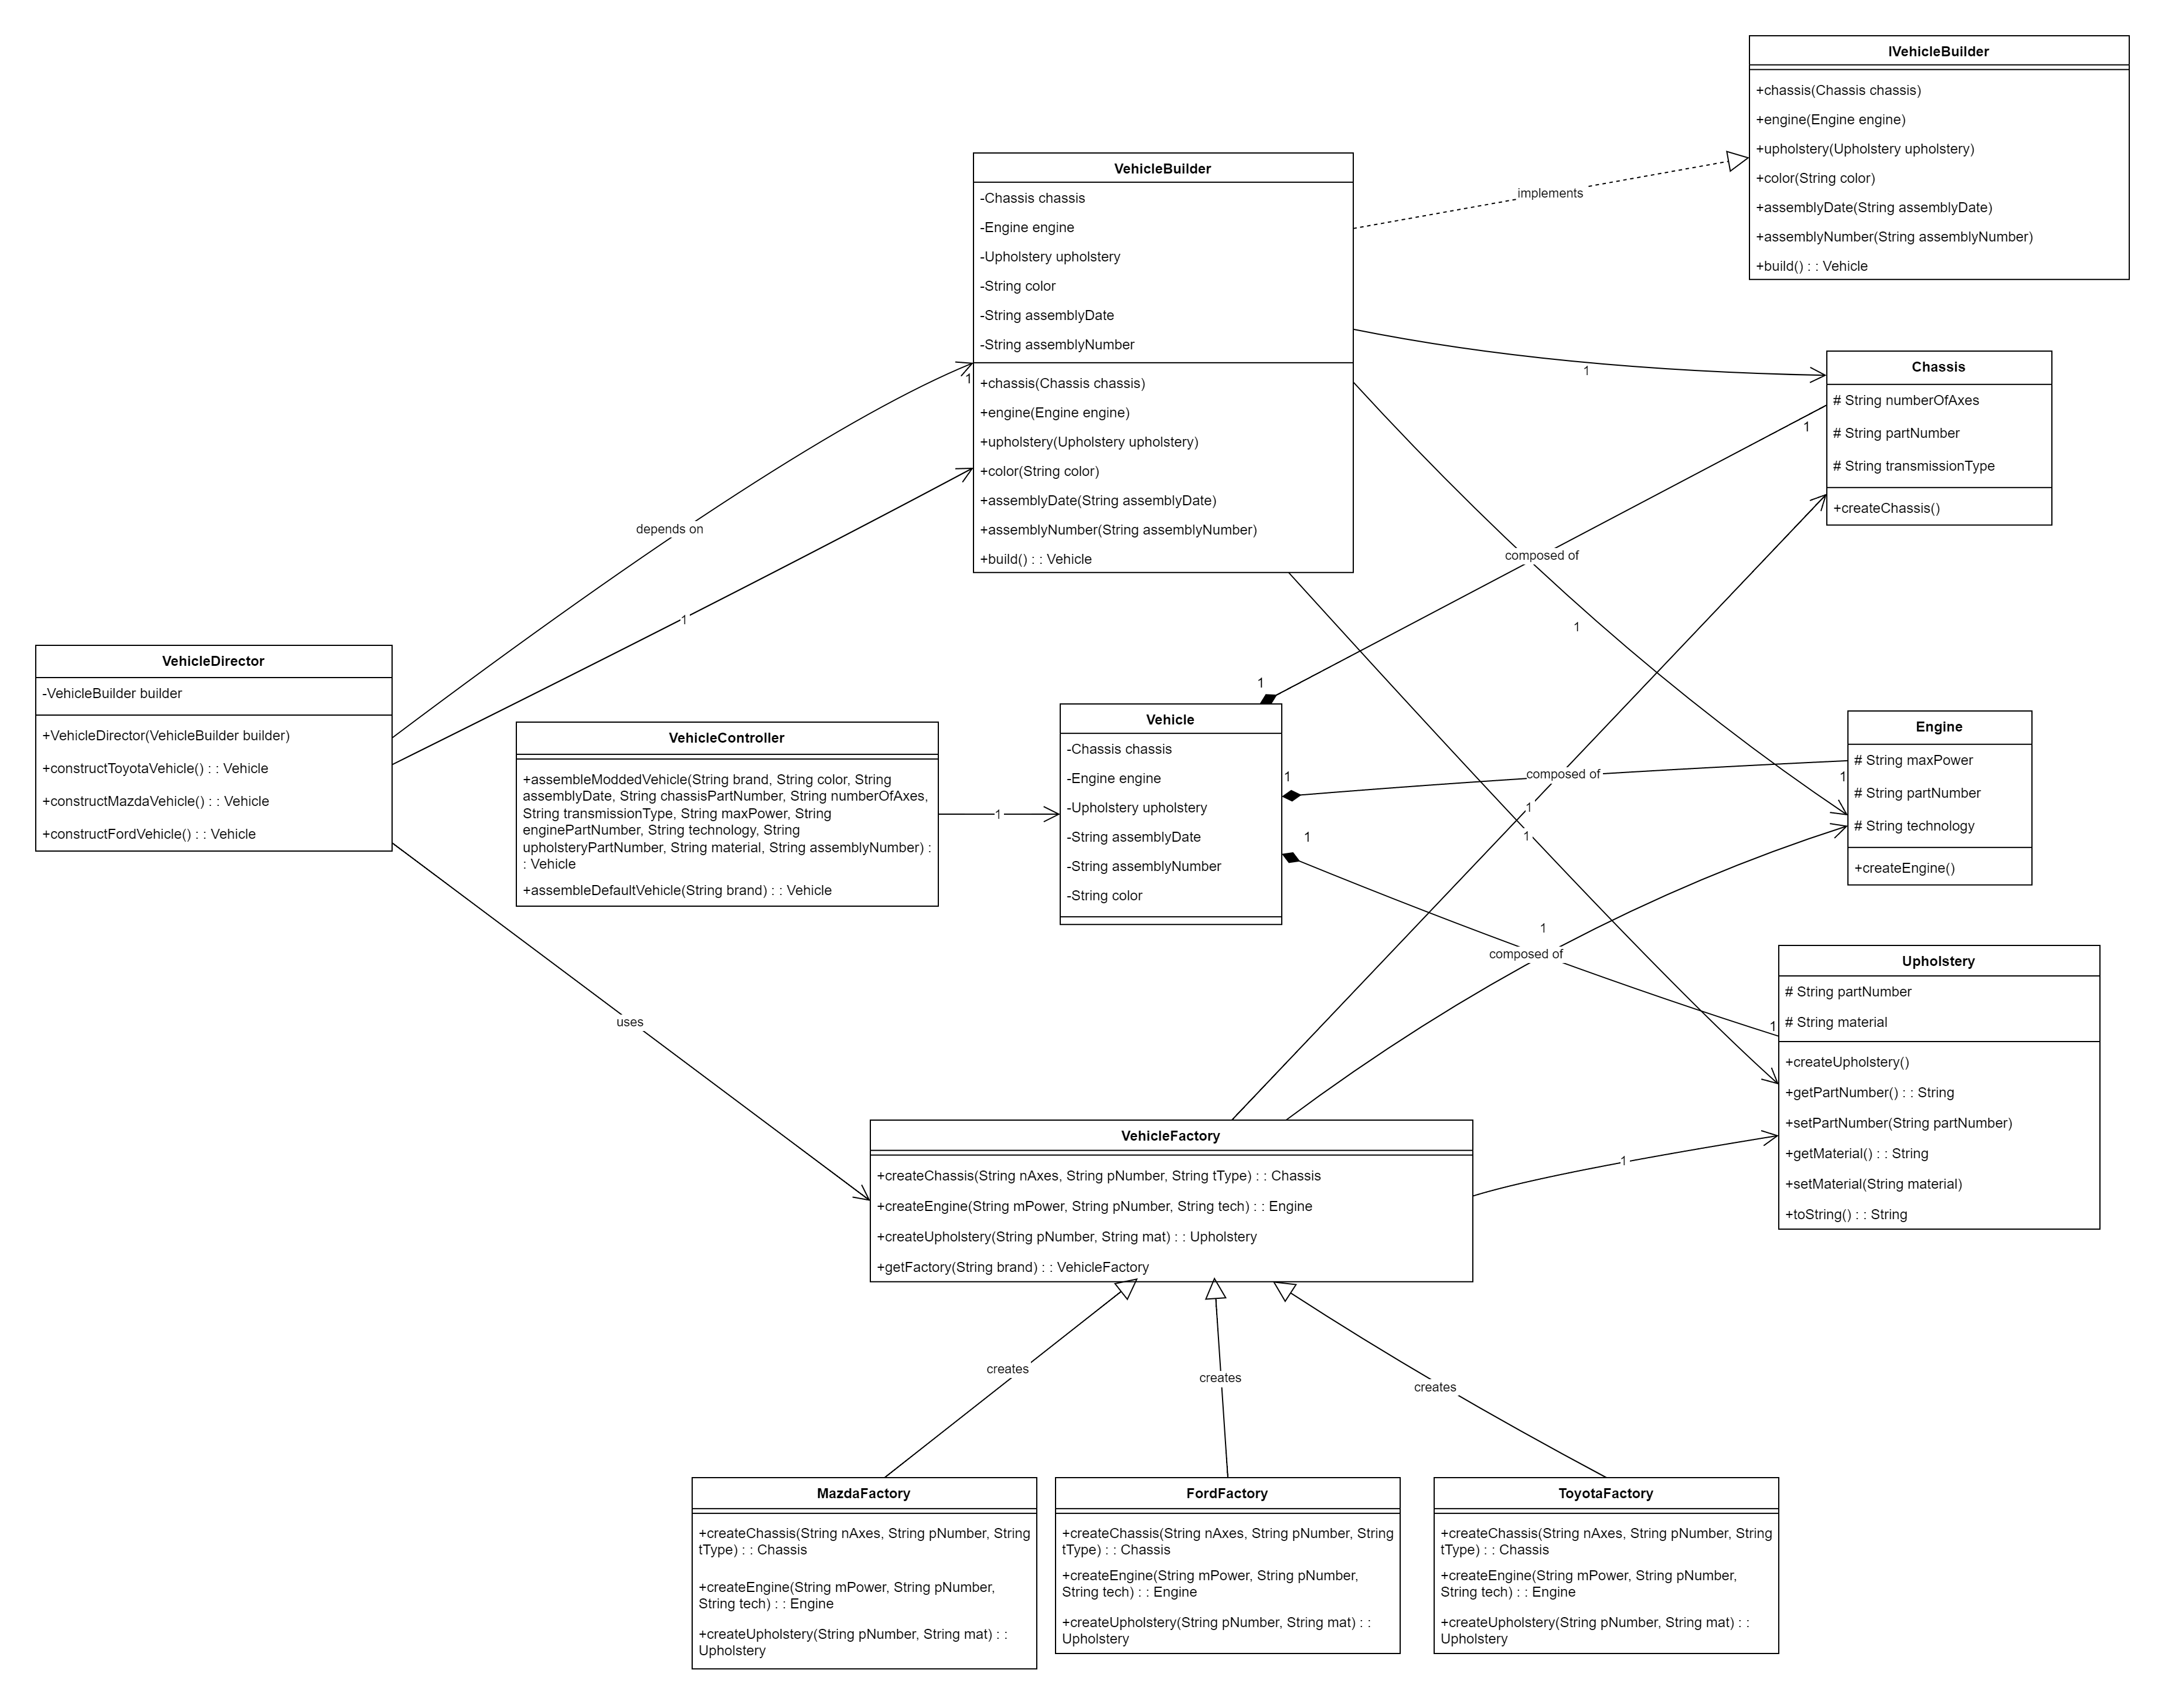 IVehicleBuilder
+chassis(Chassis chassis)
+engine(Engine engine)
+upholstery(Upholstery upholstery)
+color(String color)
+assemblyDate(String assemblyDate)
+assemblyNumber(String assemblyNumber)
+build() : : Vehicle
VehicleBuilder
-Chassis chassis
-Engine engine
-Upholstery upholstery
-String color
-String assemblyDate
-String assemblyNumber
+chassis(Chassis chassis)
+engine(Engine engine)
+upholstery(Upholstery upholstery)
+color(String color)
+assemblyDate(String assemblyDate)
+assemblyNumber(String assemblyNumber)
+build() : : Vehicle
implements
1
1
Chassis
# String numberOfAxes
# String partNumber
# String transmissionType
+createChassis()
1
depends on
composed of
1
1
1
VehicleDirector
-VehicleBuilder builder
+VehicleDirector(VehicleBuilder builder)
+constructToyotaVehicle() : : Vehicle
+constructMazdaVehicle() : : Vehicle
+constructFordVehicle() : : Vehicle
VehicleController
+assembleModdedVehicle(String brand, String color, String
assemblyDate, String chassisPartNumber, String numberOfAxes,
String transmissionType, String maxPower, String
enginePartNumber, String technology, String
upholsteryPartNumber, String material, String assemblyNumber) :
: Vehicle
+assembleDefaultVehicle(String brand) : : Vehicle
1
Vehicle
-Chassis chassis
-Engine engine
-Upholstery upholstery
-String assemblyDate
-String assemblyNumber
-String color
1
composed of
1
1
1
1
Engine
# String maxPower
# String partNumber
# String technology
+createEngine()
1
composed of
1
Upholstery
# String partNumber
# String material
+createUpholstery()
+getPartNumber() : : String
+setPartNumber(String partNumber)
+getMaterial() : : String
+setMaterial(String material)
+toString() : : String
uses
VehicleFactory
+createChassis(String nAxes, String pNumber, String tType) : : Chassis
+createEngine(String mPower, String pNumber, String tech) : : Engine
+createUpholstery(String pNumber, String mat) : : Upholstery
+getFactory(String brand) : : VehicleFactory
1
creates
creates
creates
MazdaFactory
+createChassis(String nAxes, String pNumber, String
tType) : : Chassis
+createEngine(String mPower, String pNumber,
String tech) : : Engine
+createUpholstery(String pNumber, String mat) : :
Upholstery
FordFactory
+createChassis(String nAxes, String pNumber, String
tType) : : Chassis
+createEngine(String mPower, String pNumber,
String tech) : : Engine
+createUpholstery(String pNumber, String mat) : :
Upholstery
ToyotaFactory
+createChassis(String nAxes, String pNumber, String
tType) : : Chassis
+createEngine(String mPower, String pNumber,
String tech) : : Engine
+createUpholstery(String pNumber, String mat) : :
Upholstery